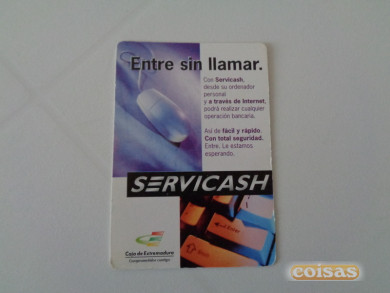 Entre sin llamar.
Con Servicash,
desde su ordenador
personal
y a través de Internet,
podrá realizar cualquier
operación bancaria.
Así de fácil y rápido.
Con total seguridad.
Entre. Le estamos
esperando.
SERVICASH
Caja de Extremadura
coisas